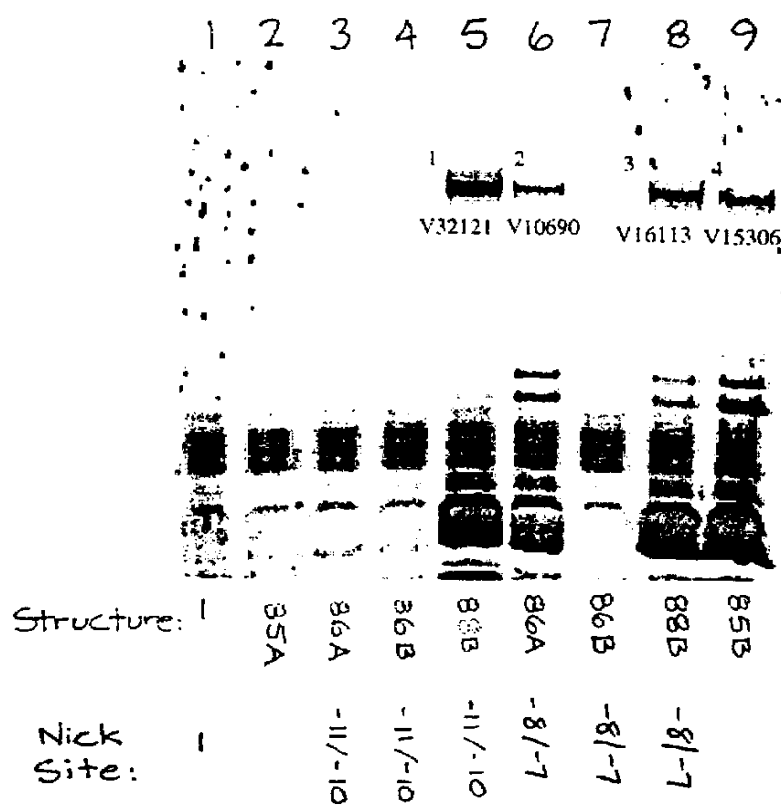 1 2 3 4 5 6 7 8 9
1 2 3 4
V32121 V10690 V16113 V15306
Structure: 1 85A 86A 86B 88B 86A 86B 88B 85B
Nick Site: 1 -11/-10 -11/-10 -11/-10 -8/-7 -8/-7 -8/-7